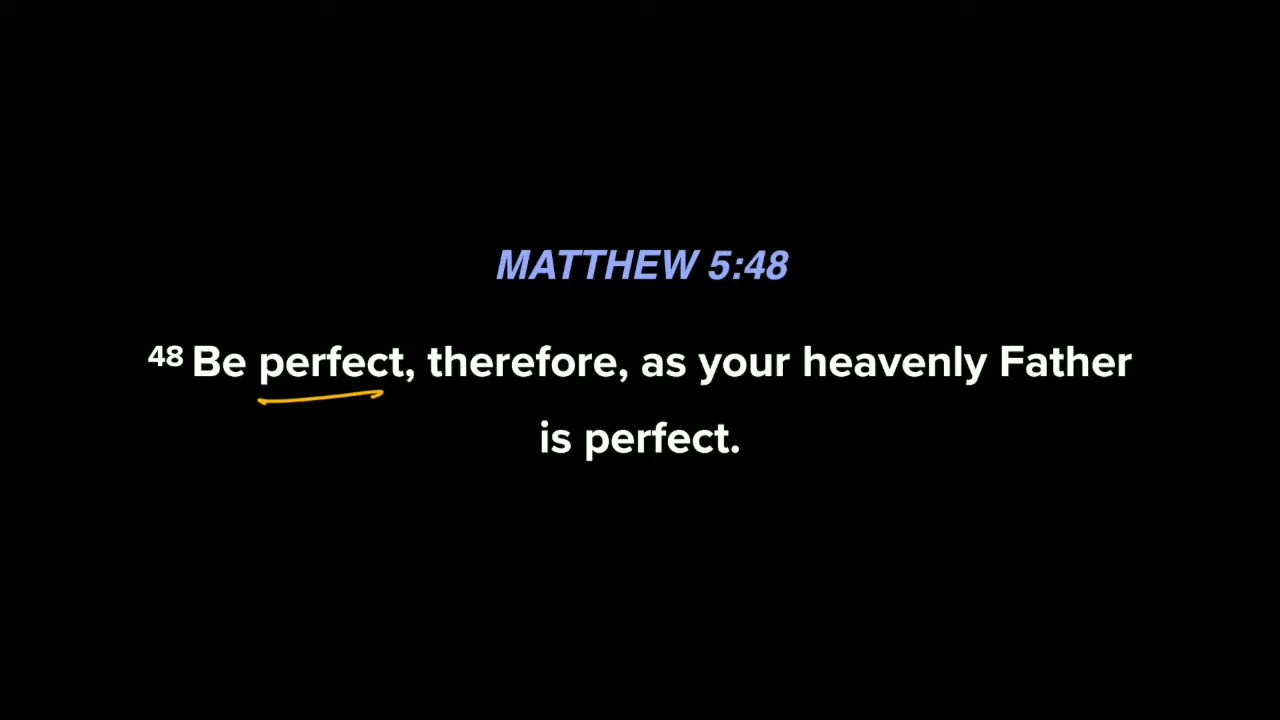 MATTHEW 5:48
48 Be perfect, therefore, as your heavenly Father
is perfect.